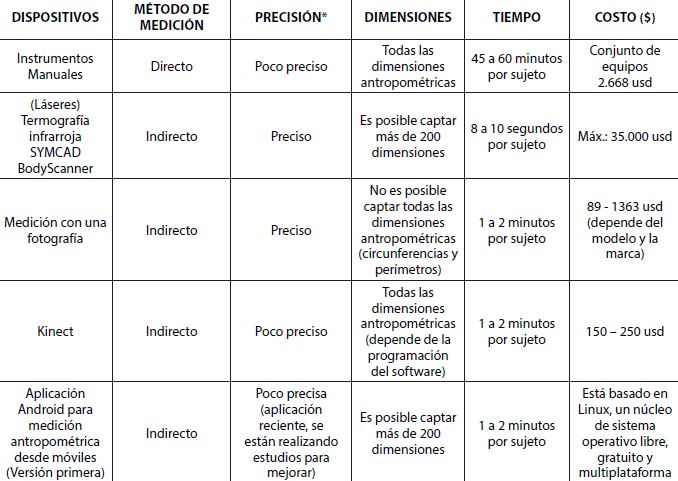 DISPOSITIVOS
MÉTODO DE
MEDICIÓN
PRECISIÓN*
DIMENSIONES
TIEMPO
COSTO ($)
Instrumentos
Manuales
Directo
Poco preciso
Todas las
dimensiones
antropométricas
45 a 60 minutos
por sujeto
Conjunto de
equipos
2.668 usd
(Láseres)
Termografía
infrarroja
SYMCAD
BodyScanner
Indirecto
Preciso
Es posible captar
más de 200
dimensiones
8 a 10 segundos
por sujeto
Máx.: 35.000 usd
Medición con una
fotografía
Indirecto
Preciso
No es posible
captar todas las
dimensiones
antropométricas
(circunferencias y
perímetros)
1 a 2 minutos
por sujeto
89 - 1363 usd
(depende del
modelo y la
marca)
Kinect
Indirecto
Poco preciso
Todas las
dimensiones
antropométricas
(depende de la
programación
del software)
1 a 2 minutos
por sujeto
150 – 250 usd
Aplicación
Android para
medición
antropométrica
desde móviles
(Versión primera)
Indirecto
Poco precisa
(aplicación
reciente, se
están realizando
estudios para
mejorar)
Es posible captar
más de 200
dimensiones
1 a 2 minutos
por sujeto
Está basado en
Linux, un núcleo
de sistema
operativo libre,
gratuito y
multiplataforma